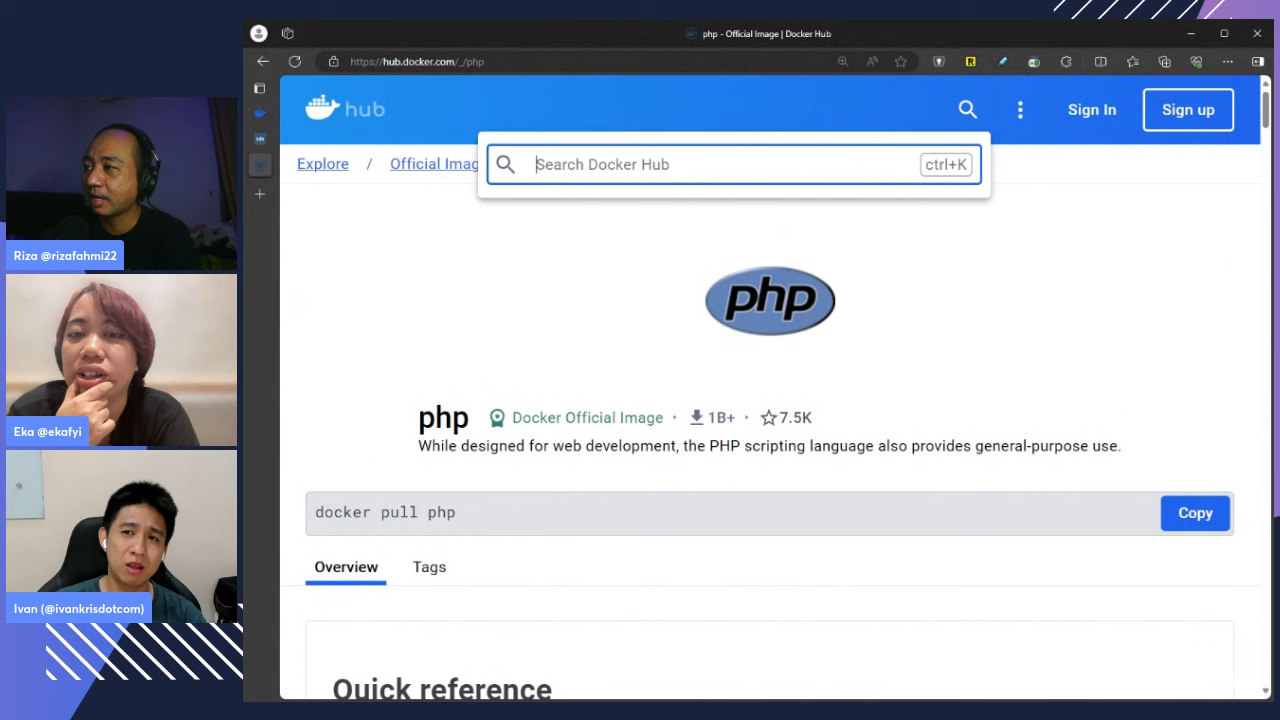 php - Official Image | Docker Hub
https://hub.docker.com/_/php
hub
Sign In
Sign up
Explore / Official Imag
Search Docker Hub
ctrl+K
php
php
Docker Official Image • 1B+ • 7.5K
While designed for web development, the PHP scripting language also provides general-purpose use.
docker pull php
Copy
Overview
Tags
Quick reference
Riza @rizafahmi22
Eka @ekafyi
Ivan (@ivankrisdotcom)